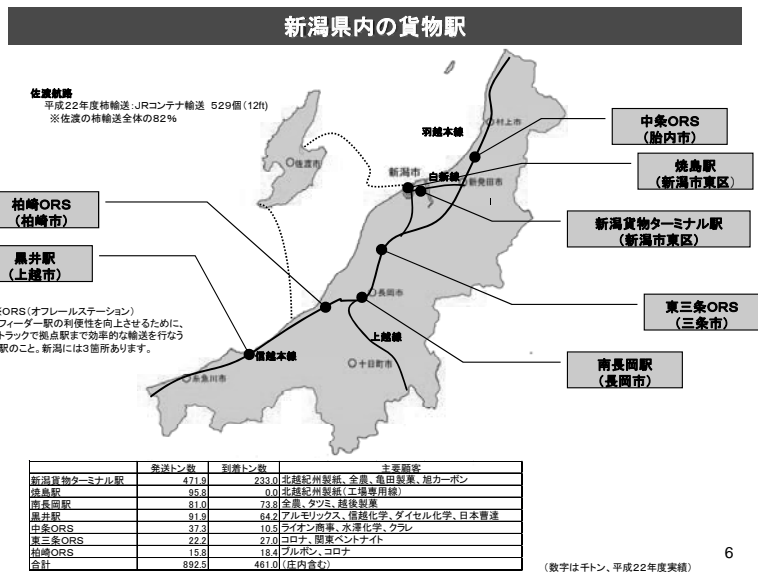 新潟県内の貨物駅
佐渡航路
平成22年度柿輸送：JRコンテナ輸送 529個（12ft）
※佐渡の柿輸送全体の82%
羽越本線
村上市
中条ORS
（胎内市）
佐渡市
新潟市
白新線
新発田市
焼島駅
（新潟市東区）
柏崎ORS
（柏崎市）
新潟貨物ターミナル駅
（新潟市東区）
黒井駅
（上越市）
ORS（オフレールステーション）
フィーダー駅の利便性を向上させるために、
トラックで拠点駅まで効率的な輸送を行なう
駅のこと。新潟には3箇所あります。
長岡市
東三条ORS
（三条市）
上越線
信越本線
十日町市
南長岡駅
（長岡市）
糸魚川市
発送トン数 到着トン数 主要顧客
新潟貨物ターミナル駅 471.9 233.0 北越紀州製紙、全農、亀田製菓、旭カーボン
焼島駅 95.8 0.0 北越紀州製紙（工場専用線）
南長岡駅 81.0 73.8 全農、タツミ、越後製菓
黒井駅 91.9 64.2 アルモリックス、信越化学、ダイセル化学、日本曹達
中条ORS 37.3 10.5 ライオン商事、水澤化学、クラレ
東三条ORS 22.2 27.0 コロナ、関東ベントナイト
柏崎ORS 15.8 18.4 ブルボン、コロナ
合計 892.5 461.0 （庄内含む）
6
（数字は千トン、平成22年度実績）